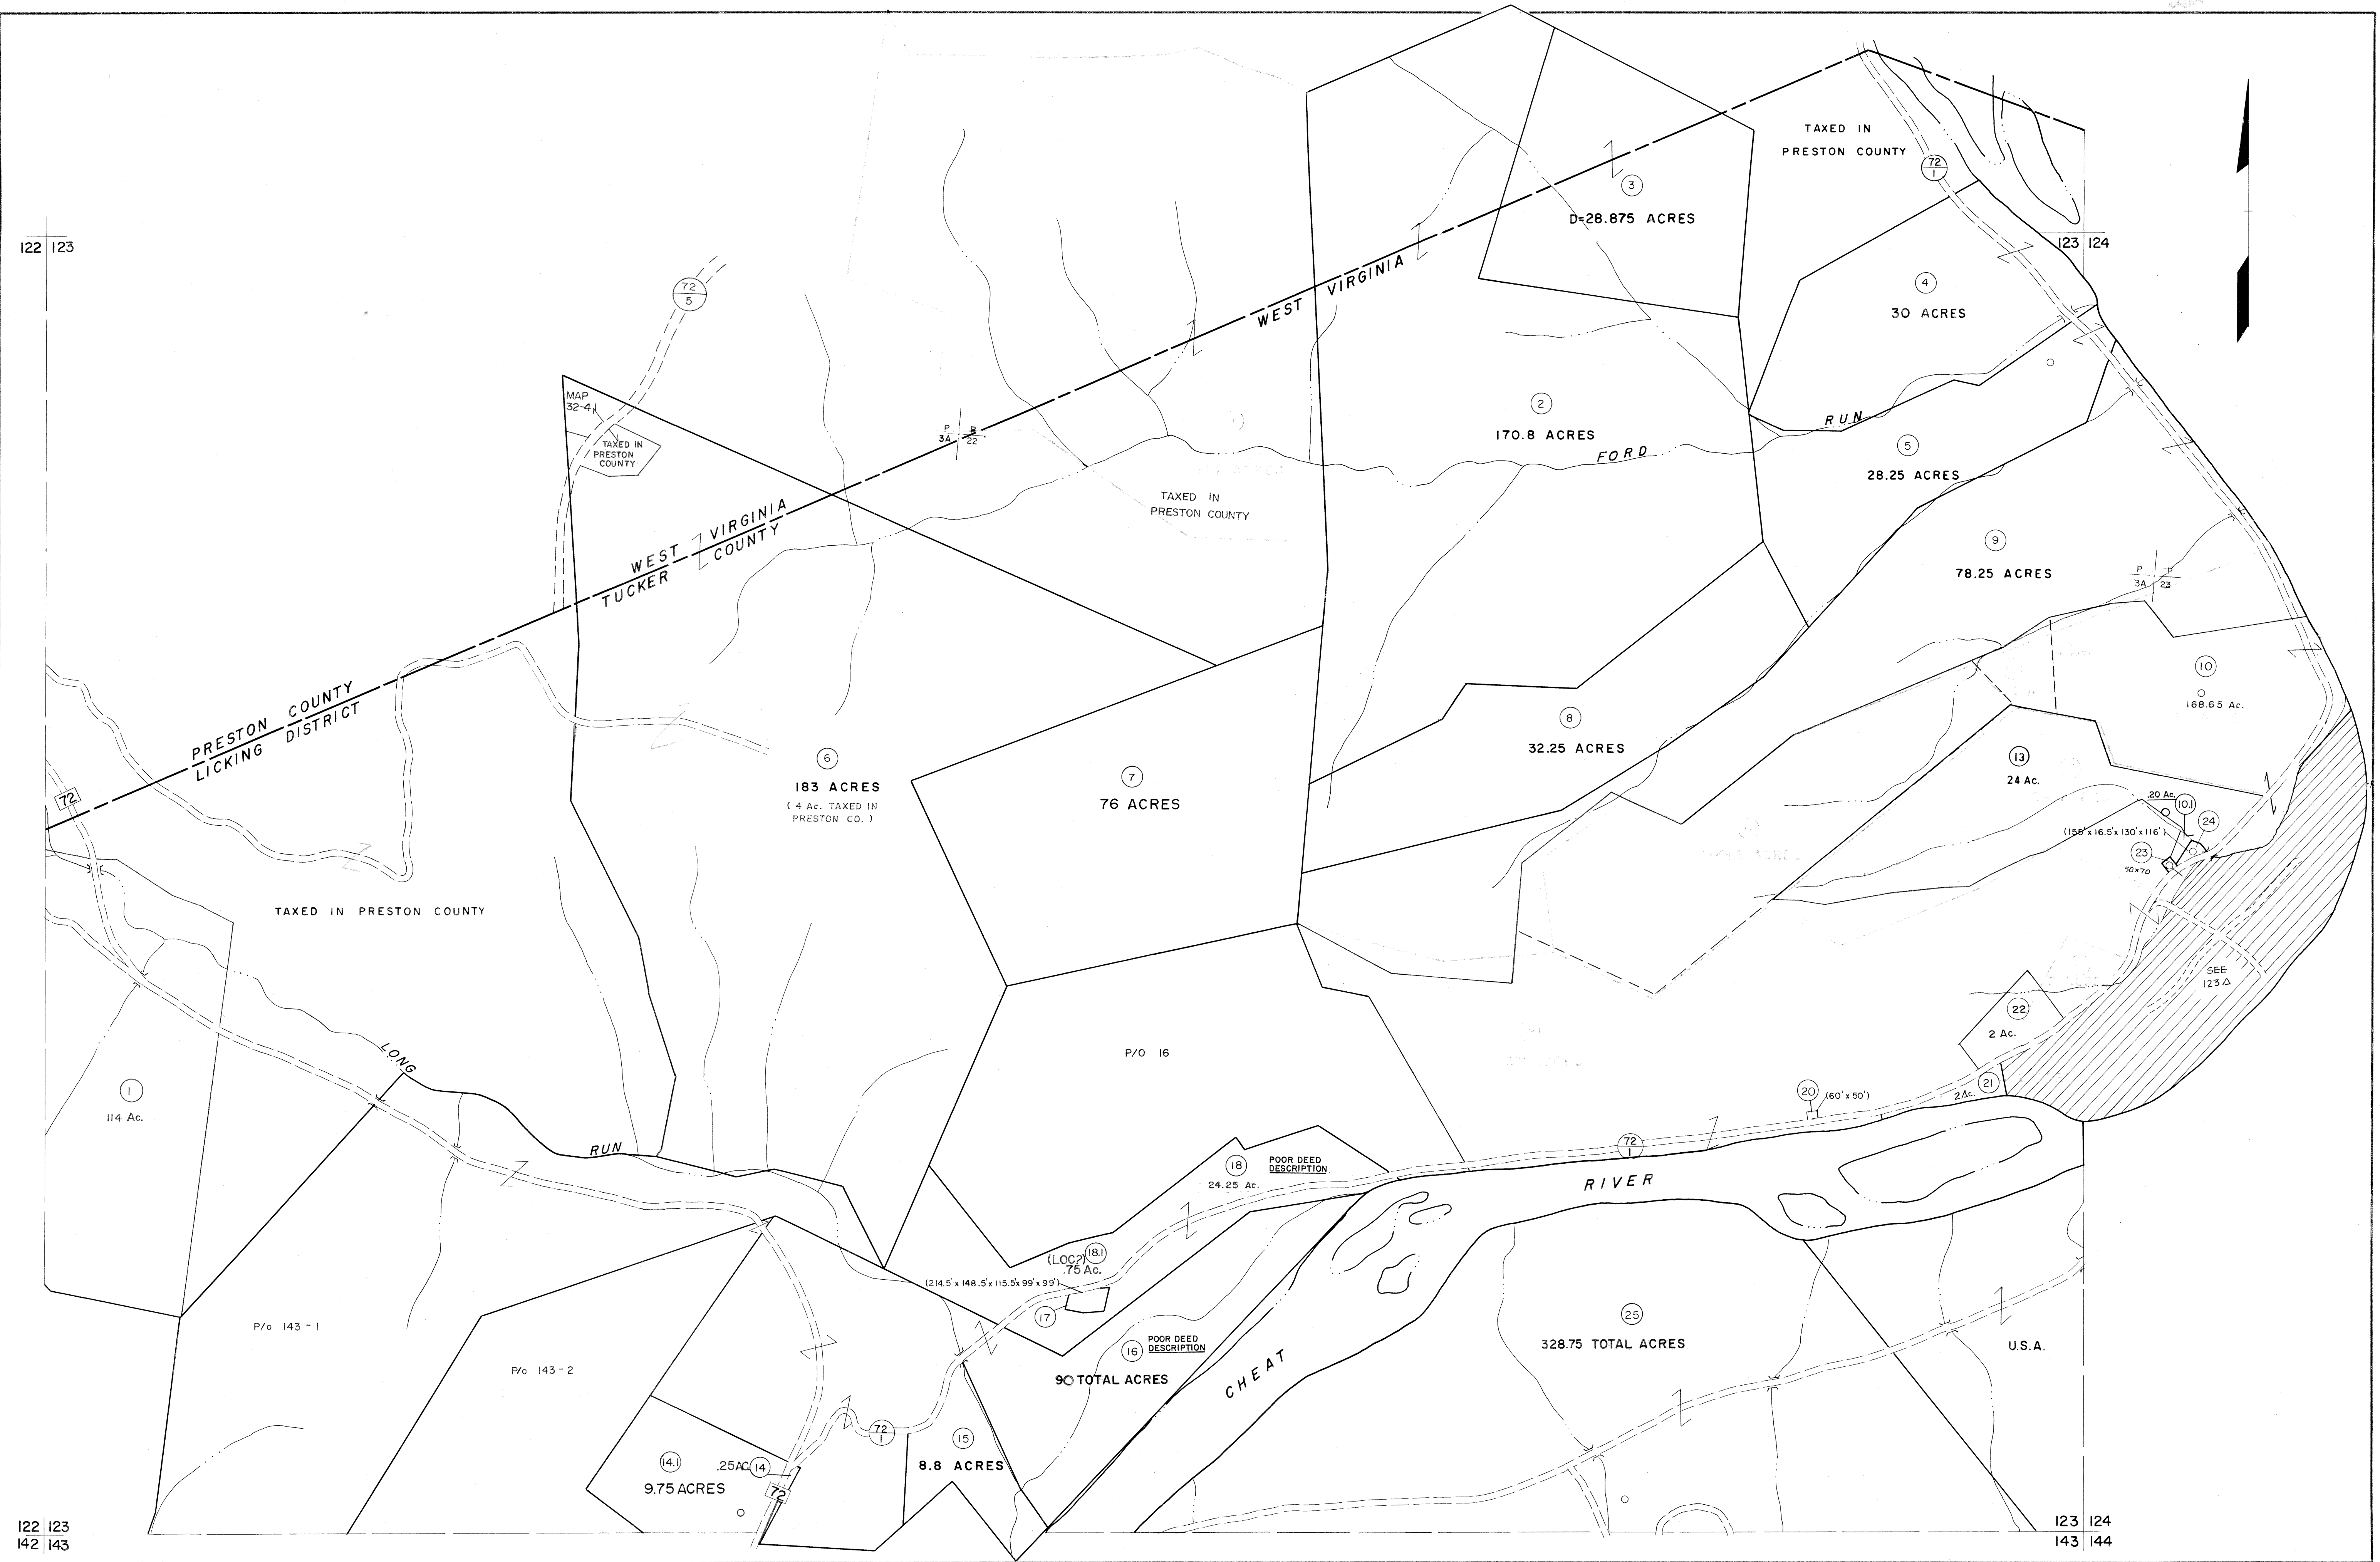 TAXED IN
PRESTON COUNTY
72
1
3
D=28.875 ACRES
122 123
123 124
72
5
4
30 ACRES
WEST VIRGINIA
MAP
32-4
TAXED IN
PRESTON
COUNTY
P B
3A 22
2
170.8 ACRES
FORD RUN
5
28.25 ACRES
TAXED IN
PRESTON COUNTY
WEST VIRGINIA
TUCKER COUNTY
9
78.25 ACRES
P P
3A 23
PRESTON COUNTY
LICKING DISTRICT
10
168.65 Ac.
8
32.25 ACRES
6
183 ACRES
( 4 Ac. TAXED IN
PRESTON CO. )
7
76 ACRES
13
24 Ac.
72
.20 Ac.
10.1
24
(155' x 16.5' x 130' x 116')
23
50x70
TAXED IN PRESTON COUNTY
SEE
123A
22
2 Ac.
LONG RUN
P/O 16
1
114 Ac.
20
(60' x 50')
21
2Ac.
72
1
18
24.25 Ac.
POOR DEED
DESCRIPTION
RIVER
(LOC?)
18.1
.75 Ac.
(214.5' x 148.5' x 115.5' x 99' x 99')
17
P/o 143-1
25
328.75 TOTAL ACRES
U.S.A.
16
POOR DEED
DESCRIPTION
90 TOTAL ACRES
CHEAT
P/o 143-2
72
1
15
8.8 ACRES
14.1
9.75 ACRES
.25AC
14
72
122 123
142 143
123 124
143 144